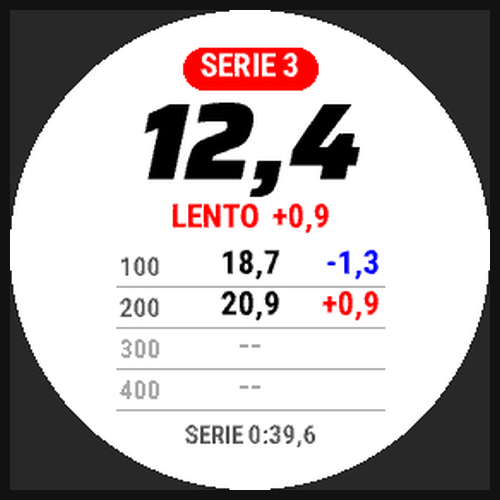 SERIE 3
12,4
LENTO +0,9
100 18,7 -1,3
200 20,9 +0,9
300 --
400 --
SERIE 0:39,6